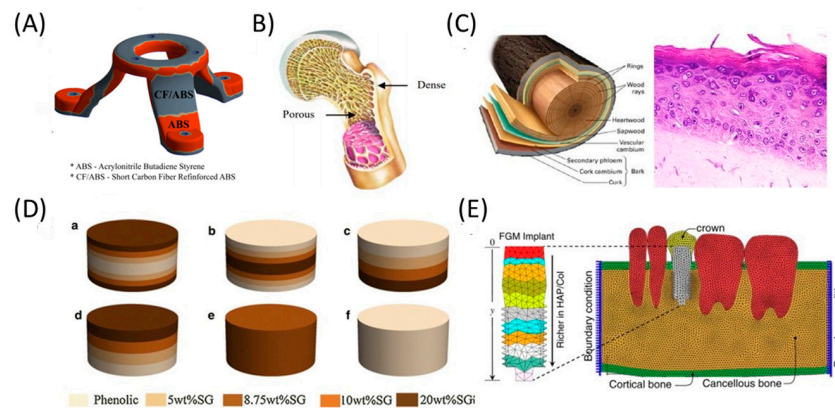 (A)
CF/ABS
ABS
* ABS - Acrylonitrile Butadiene Styrene
* CF/ABS - Short Carbon Fiber Refinforced ABS
B)
Dense
Porous
(C)
Rings
Wood
rays
Heartwood
Sapwood
Vascular
cambium
Secondary phloem
Cork cambium
Cork
Bark
(D)
a
b
c
d
e
f
Phenolic
5wt%SG
8.75wt%SG
10wt%SG
20wt%SG
(E)
FGM Implant
0
y
Richer in HAP/Col
crown
Boundary condition
Cortical bone
Cancellous bone